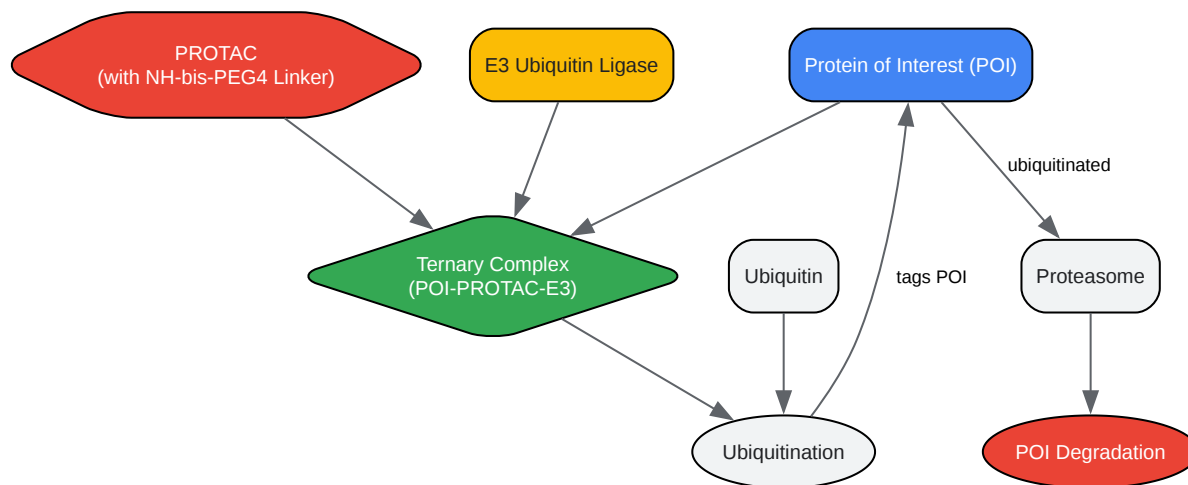 PROTAC
(with NH-bis-PEG4 Linker)
E3 Ubiquitin Ligase
Protein of Interest (POI)
ubiquitinated
Ternary Complex
(POI-PROTAC-E3)
Ubiquitin
tags POI
Proteasome
Ubiquitination
POI Degradation